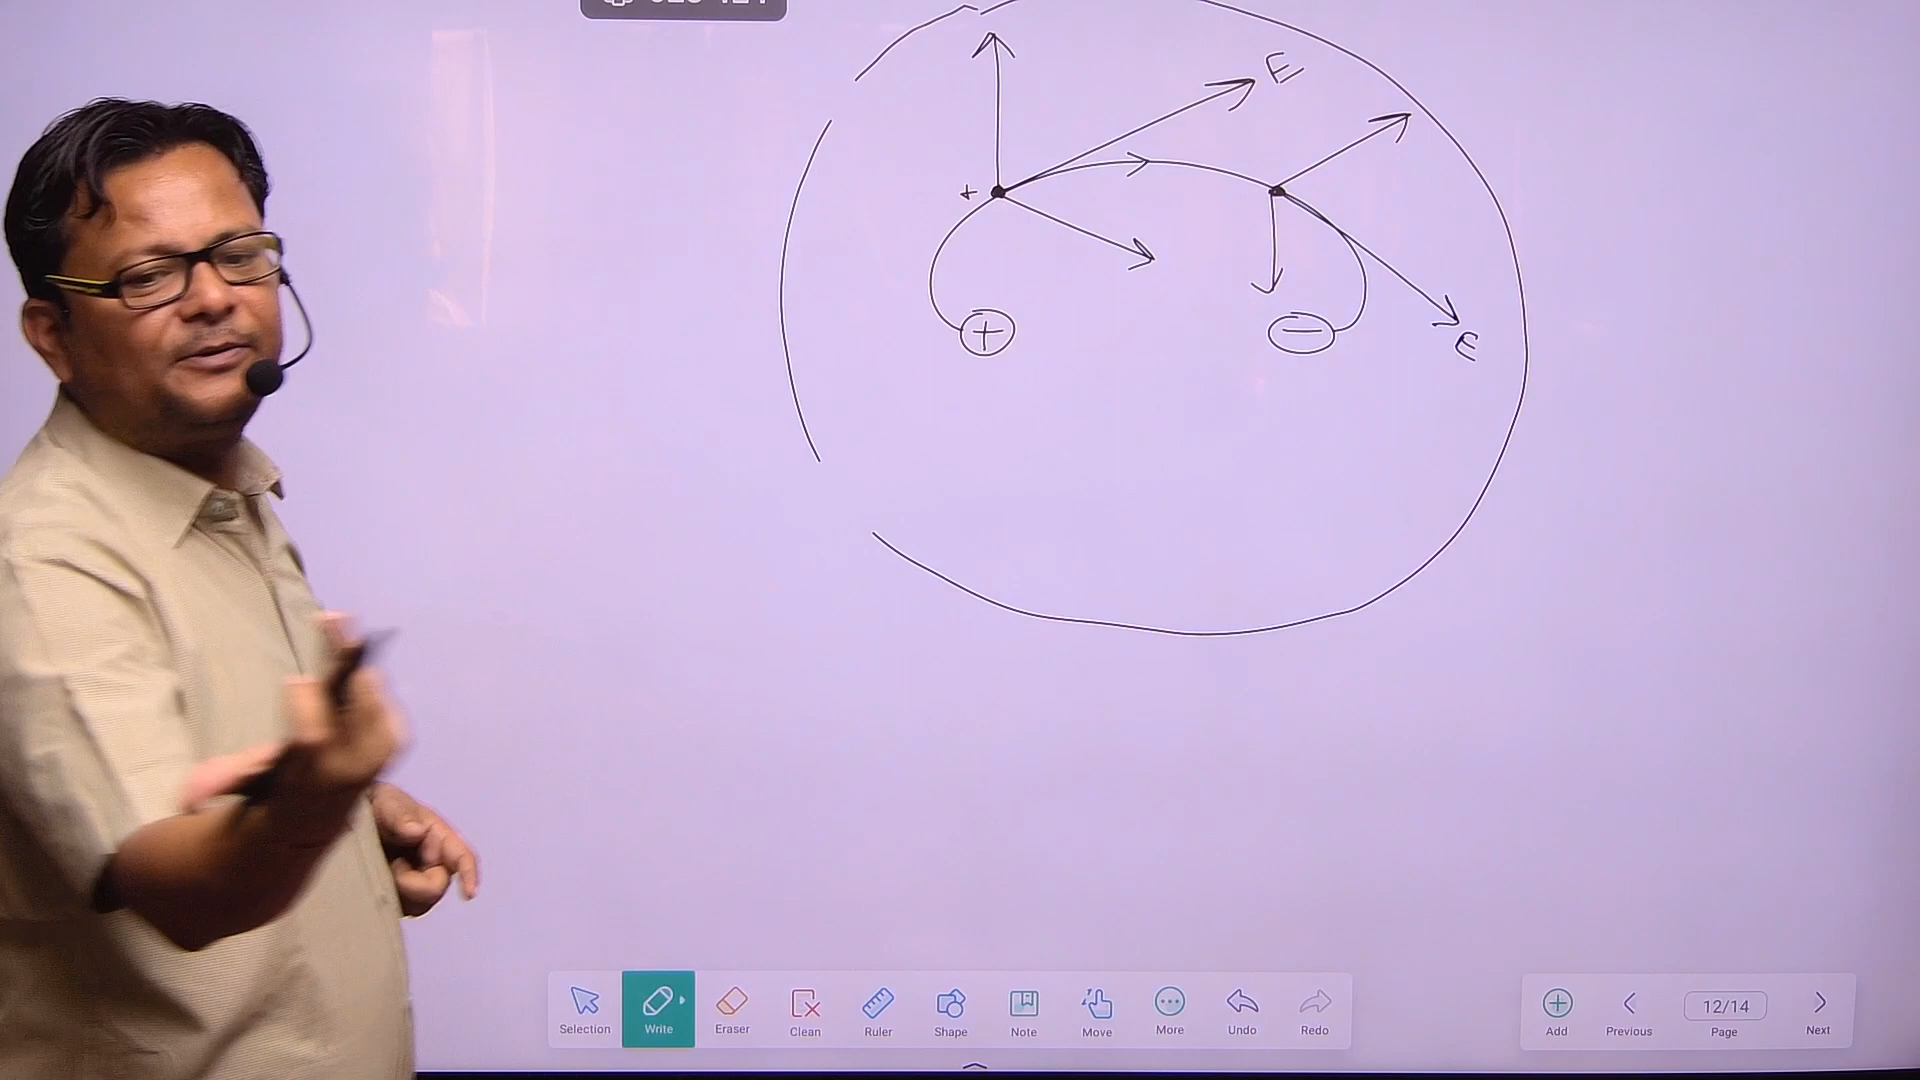 E
+
+
−
E
Selection
Write
Eraser
Clean
Ruler
Shape
Note
Move
More
Undo
Redo
Add
Previous
12/14
Page
Next